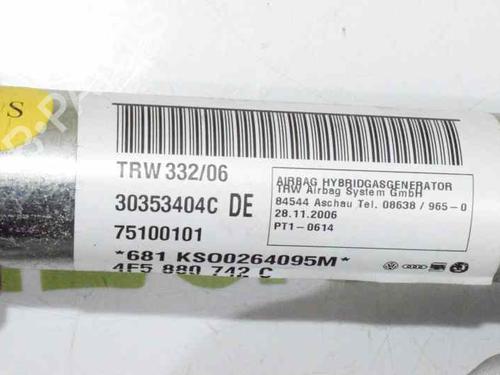 S
TRW 332/06
30353404C DE
75100101
*681 KSO0264095M*
4F5 880 742 C
AIRBAG HYBRIDGASGENERATOR
TRW Airbag System GmbH
84544 Aschau Tel. 08638 / 965-0
28.11.2006
PT1-0614